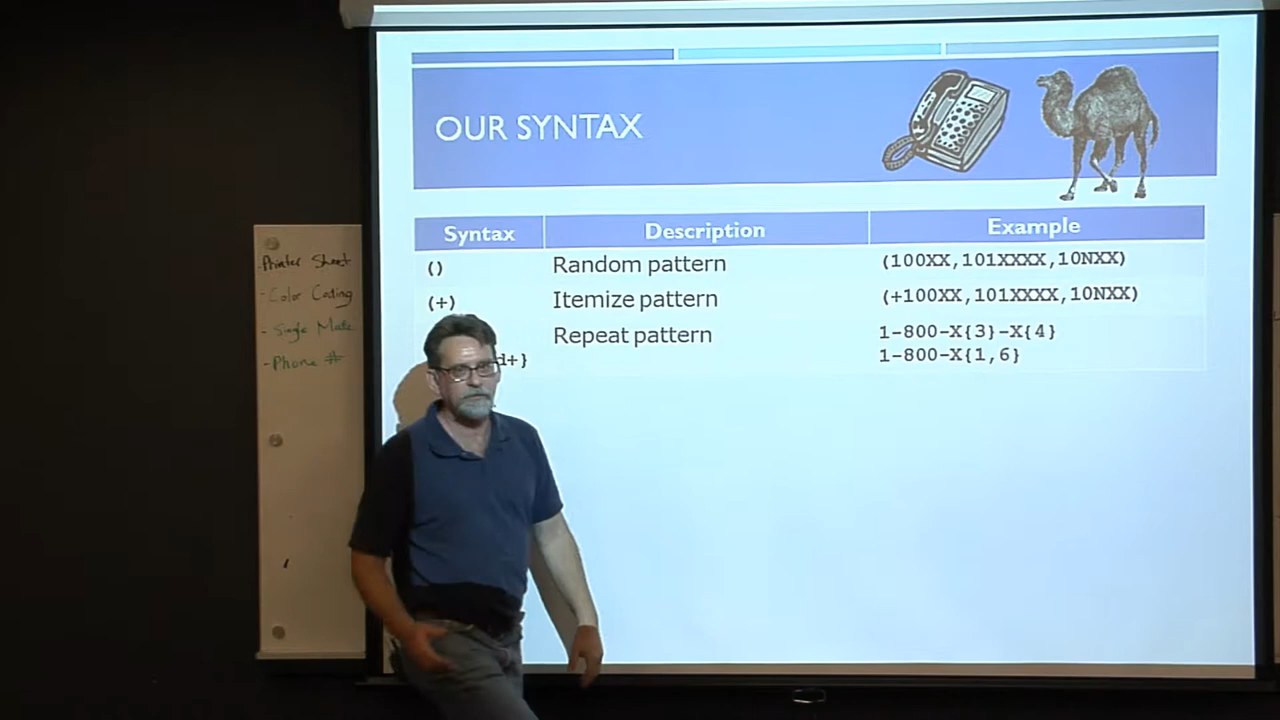 OUR SYNTAX
Syntax Description Example
() Random pattern (100XX,101XXXX,10NXX)
(+) Itemize pattern (+100XX,101XXXX,10NXX)
Repeat pattern 1-800-X{3}-X{4}
d+} 1-800-X{1,6}
Printer Sheet
- Color Coding
- Single Mode
- Phone #